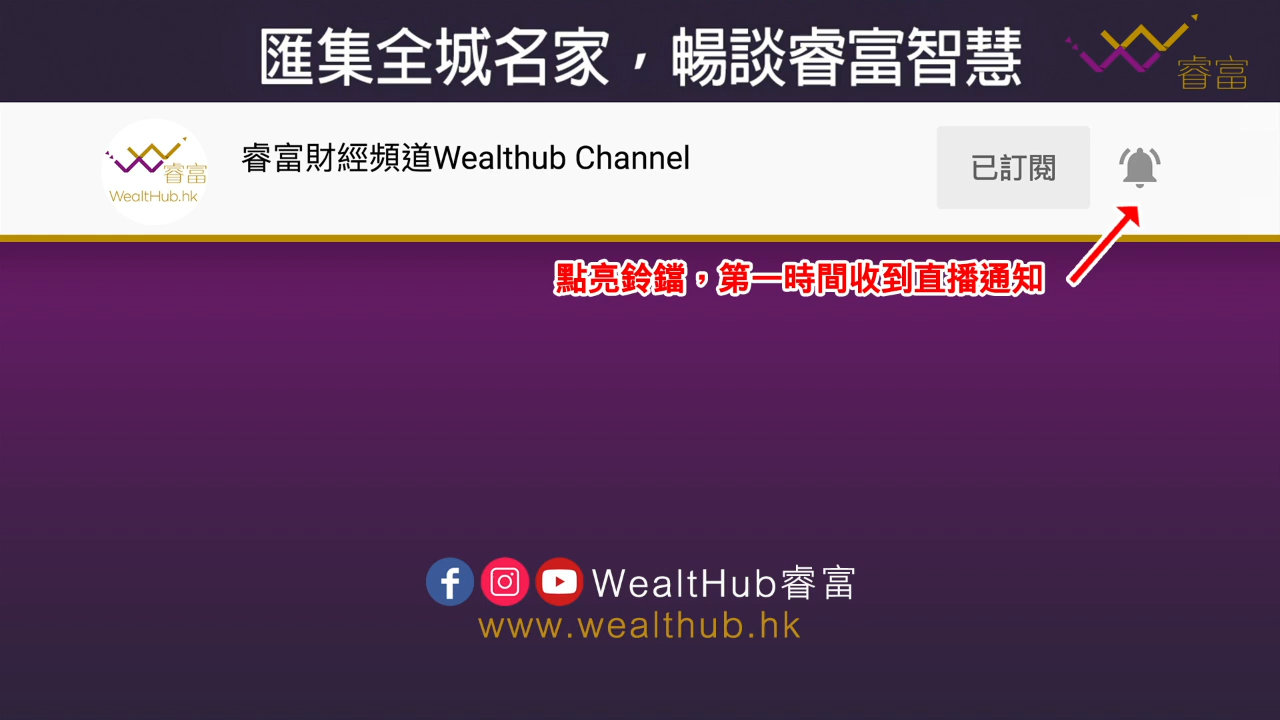 匯集全城名家，暢談睿富智慧
睿富
睿富
WealtHub.hk
睿富財經頻道Wealthub Channel
已訂閱
點亮鈴鐺，第一時間收到直播通知
WealtHub睿富
www.wealthub.hk